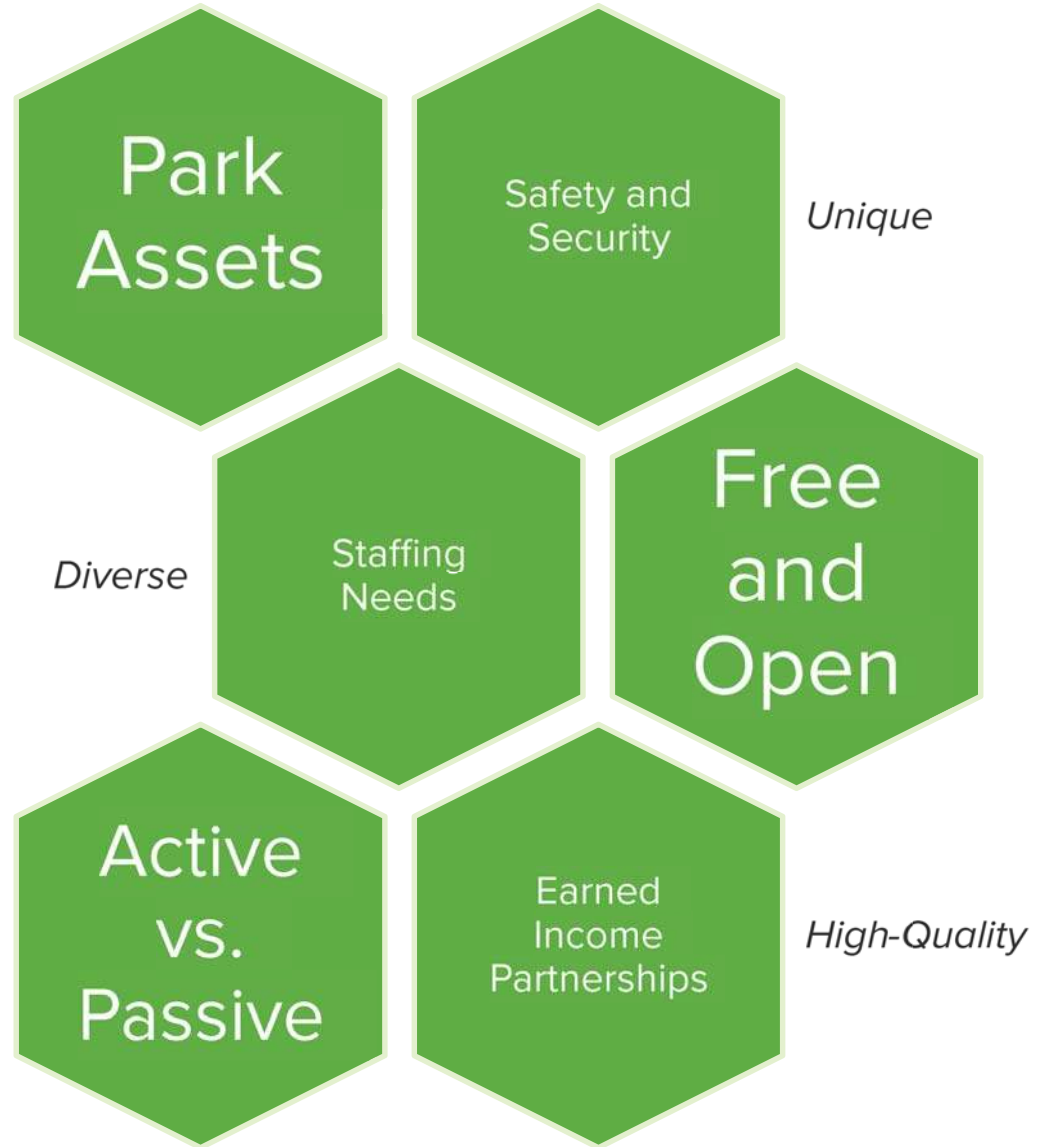 Park
Assets
Safety and
Security
Unique
Diverse
Staffing
Needs
Free
and
Open
Active
vs.
Passive
Earned
Income
Partnerships
High-Quality